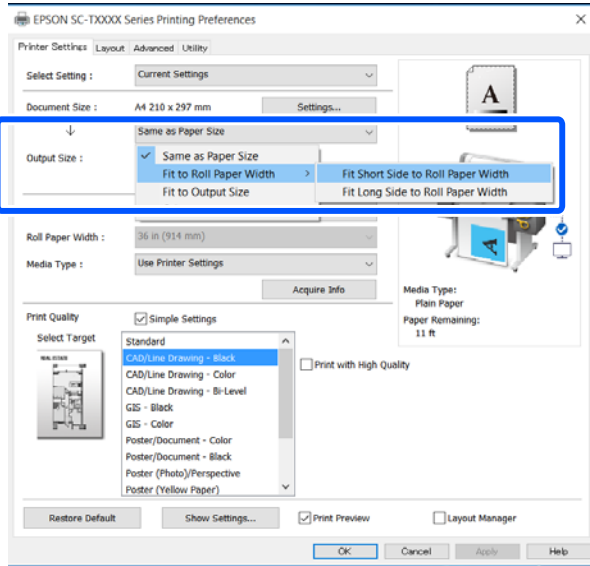 EPSON SC-TXXXX Series Printing Preferences
Printer Settings Layout Advanced Utility
Select Setting : Current Settings
Document Size : A4 210 x 297 mm Settings...
Same as Paper Size
Output Size : Same as Paper Size
Fit to Roll Paper Width Fit Short Side to Roll Paper Width
Fit to Output Size Fit Long Side to Roll Paper Width
A
Roll Paper Width : 36 in (914 mm)
Media Type : Use Printer Settings
Acquire Info
Media Type:
Plain Paper
Paper Remaining:
11 ft
Print Quality Simple Settings
Select Target
REAL ESTATE
Standard
CAD/Line Drawing - Black
CAD/Line Drawing - Color
CAD/Line Drawing - Bi-Level
GIS - Black
GIS - Color
Poster/Document - Color
Poster/Document - Black
Poster (Photo)/Perspective
Poster (Yellow Paper)
Print with High Quality
Restore Default Show Settings... Print Preview Layout Manager
OK Cancel Apply Help